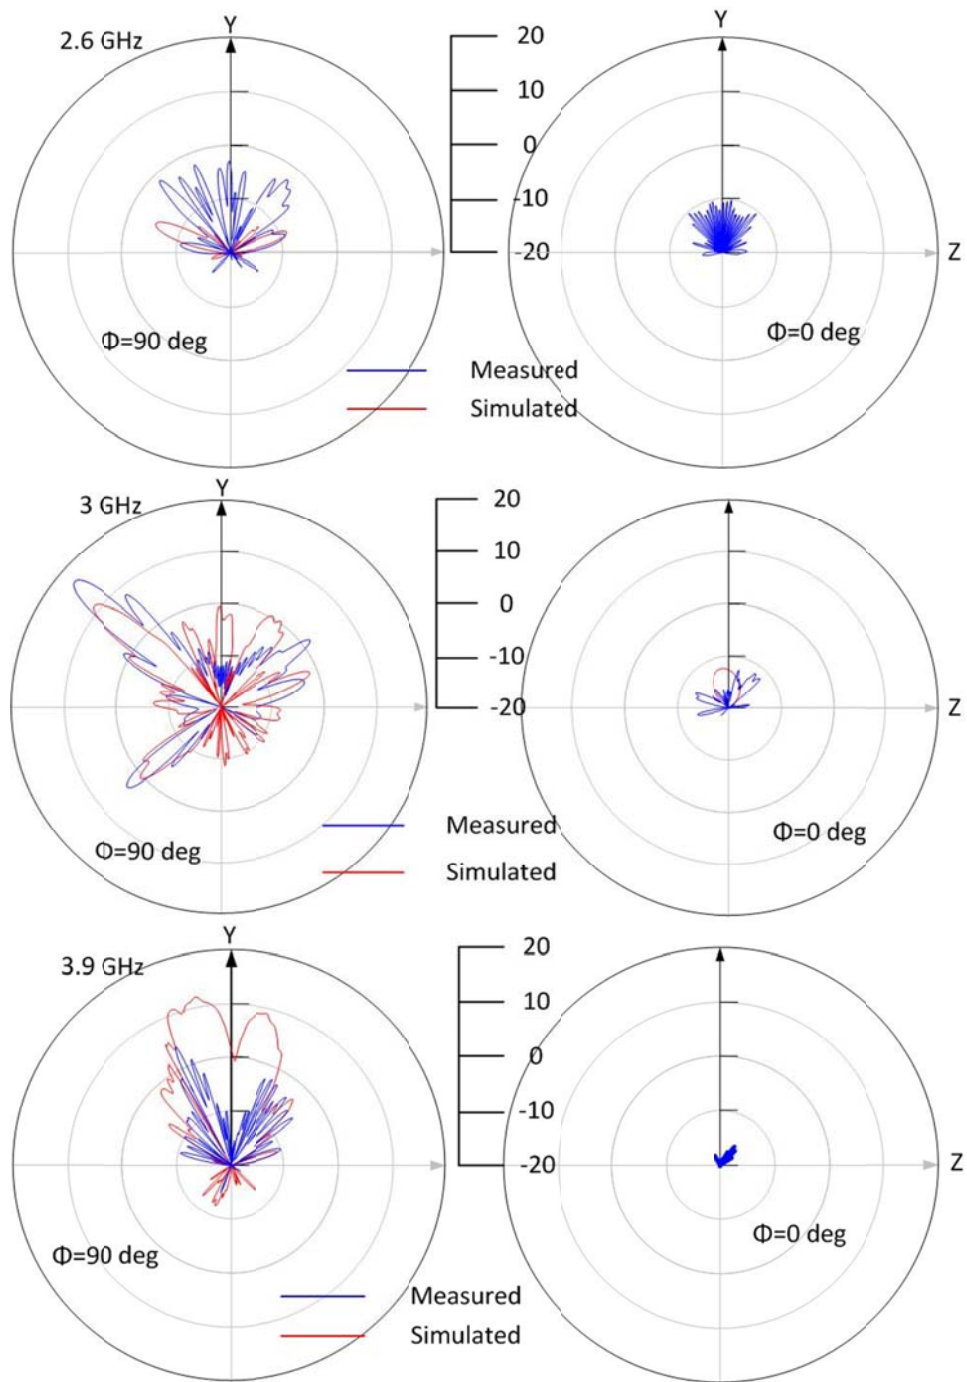 2.6 GHz
Y
20
10
0
-10
-20
Y
Z
Φ=90 deg
Φ=0 deg
Measured
Simulated
3 GHz
Y
20
10
0
-10
-20
Z
Φ=90 deg
Φ=0 deg
Measured
Simulated
3.9 GHz
Y
20
10
0
-10
-20
Z
Φ=90 deg
Φ=0 deg
Measured
Simulated